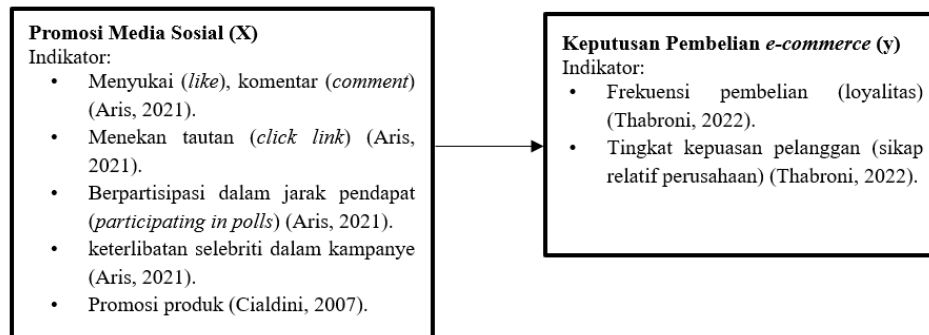 Promosi Media Sosial (X)
Indikator:
• Menyukai (like), komentar (comment)
(Aris, 2021).
• Menekan tautan (click link) (Aris,
2021).
• Berpartisipasi dalam jarak pendapat
(participating in polls) (Aris, 2021).
• keterlibatan selebriti dalam kampanye
(Aris, 2021).
• Promosi produk (Cialdini, 2007).
Keputusan Pembelian e-commerce (y)
Indikator:
• Frekuensi pembelian (loyalitas)
(Thabroni, 2022).
• Tingkat kepuasan pelanggan (sikap
relatif perusahaan) (Thabroni, 2022).